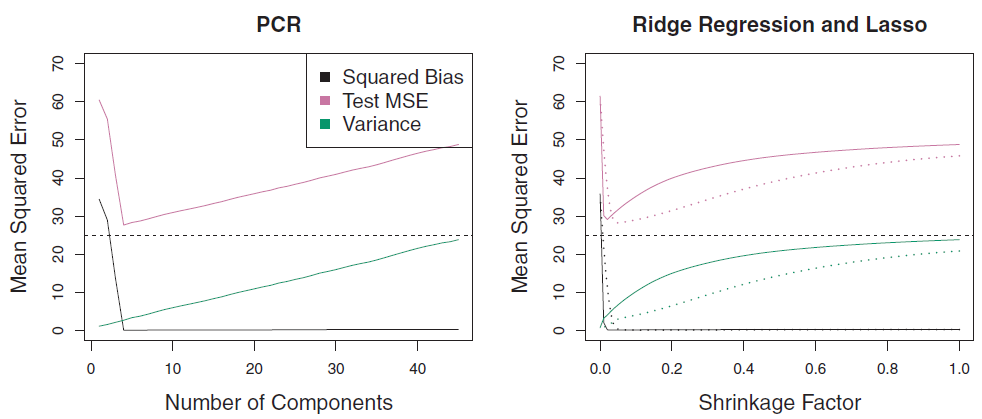 PCR
Squared Bias
Test MSE
Variance
Mean Squared Error
0 10 20 30 40 50 60 70
0 10 20 30 40
Number of Components
Ridge Regression and Lasso
Mean Squared Error
0 10 20 30 40 50 60 70
0.0 0.2 0.4 0.6 0.8 1.0
Shrinkage Factor